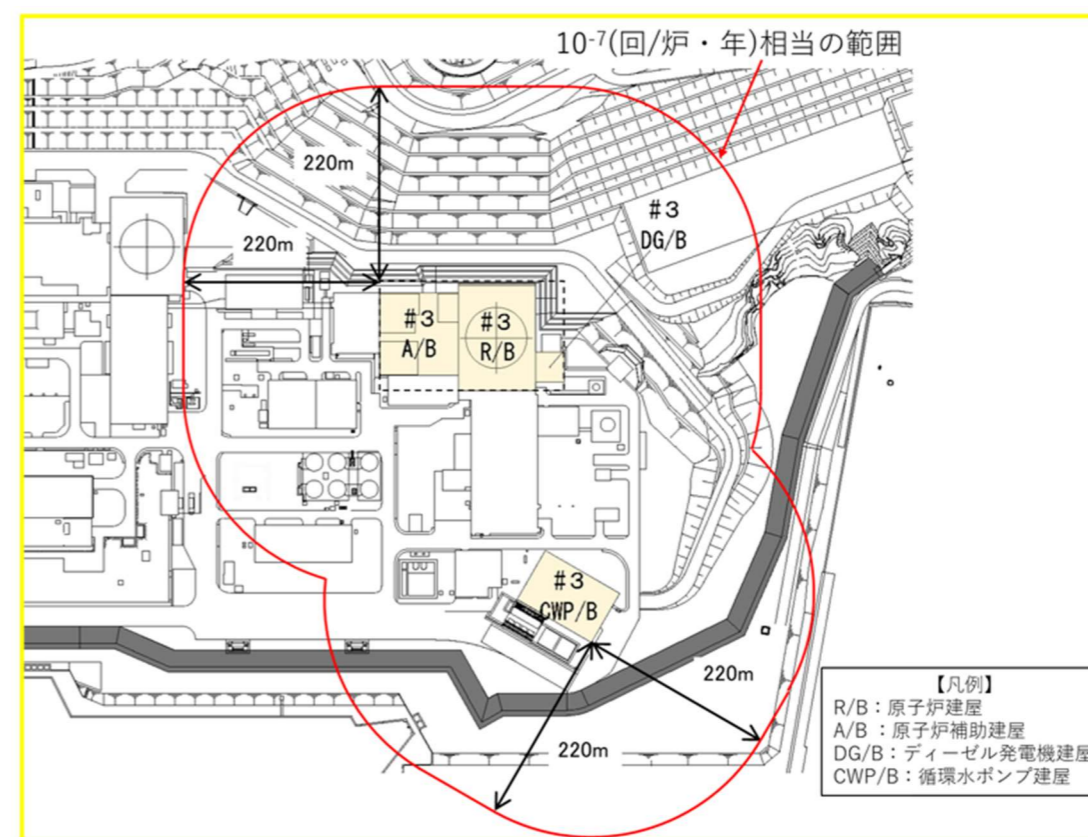 10⁻⁷(回/炉・年)相当の範囲
220m
220m
#3
DG/B
#3
A/B
#3
R/B
#3
CWP/B
220m
220m
【凡例】
R/B：原子炉建屋
A/B：原子炉補助建屋
DG/B：ディーゼル発電機建屋
CWP/B：循環水ポンプ建屋